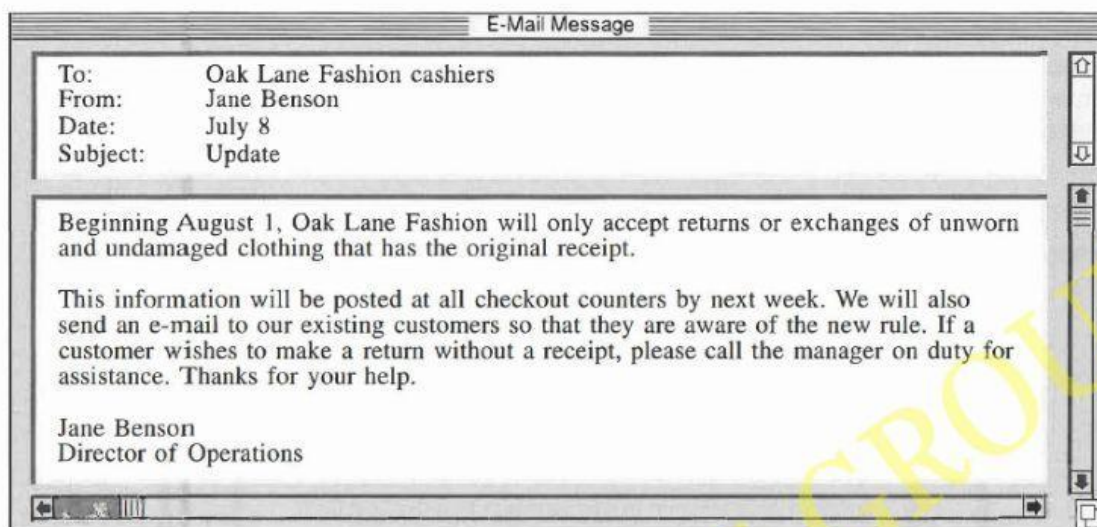 E-Mail Message
To: Oak Lane Fashion cashiers
From: Jane Benson
Date: July 8
Subject: Update
Beginning August 1, Oak Lane Fashion will only accept returns or exchanges of unworn
and undamaged clothing that has the original receipt.
This information will be posted at all checkout counters by next week. We will also
send an e-mail to our existing customers so that they are aware of the new rule. If a
customer wishes to make a return without a receipt, please call the manager on duty for
assistance. Thanks for your help.
Jane Benson
Director of Operations
GROU